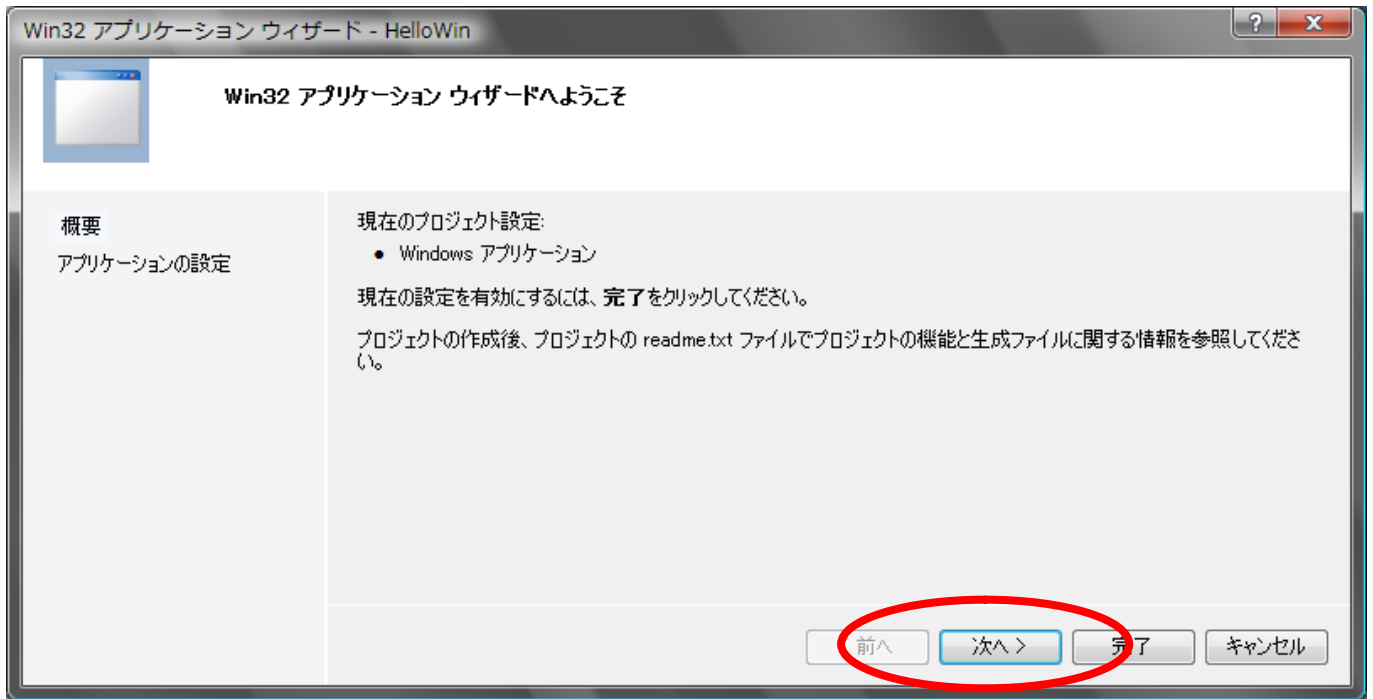 Win32 アプリケーション ウィザード - HelloWin
?
X
Win32 アプリケーション ウィザードへようこそ
概要
アプリケーションの設定
現在のプロジェクト設定:
● Windows アプリケーション
現在の設定を有効にするには、完了をクリックしてください。
プロジェクトの作成後、プロジェクトの readme.txt ファイルでプロジェクトの機能と生成ファイルに関する情報を参照してくださ
い。
前へ
次へ >
完了
キャンセル